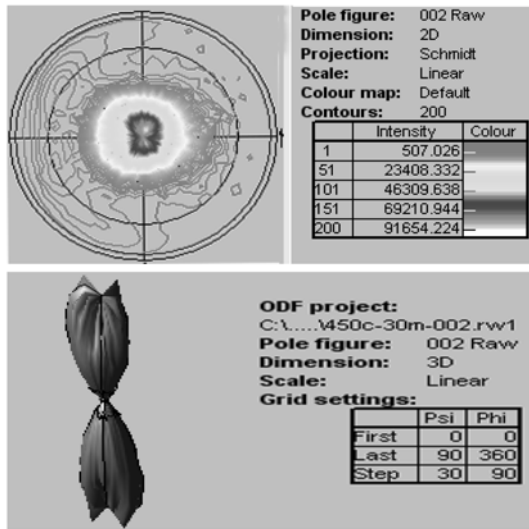 Pole figure: 002 Raw
Dimension: 2D
Projection: Schmidt
Scale: Linear
Colour map: Default
Contours: 200
Intensity Colour
1 507.026
51 23408.332
101 46309.638
151 69210.944
200 91654.224
ODF project:
C:\.....\450c-30m-002.rw1
Pole figure: 002 Raw
Dimension: 3D
Scale: Linear
Grid settings:
Psi Phi
First 0 0
Last 90 360
Step 30 90